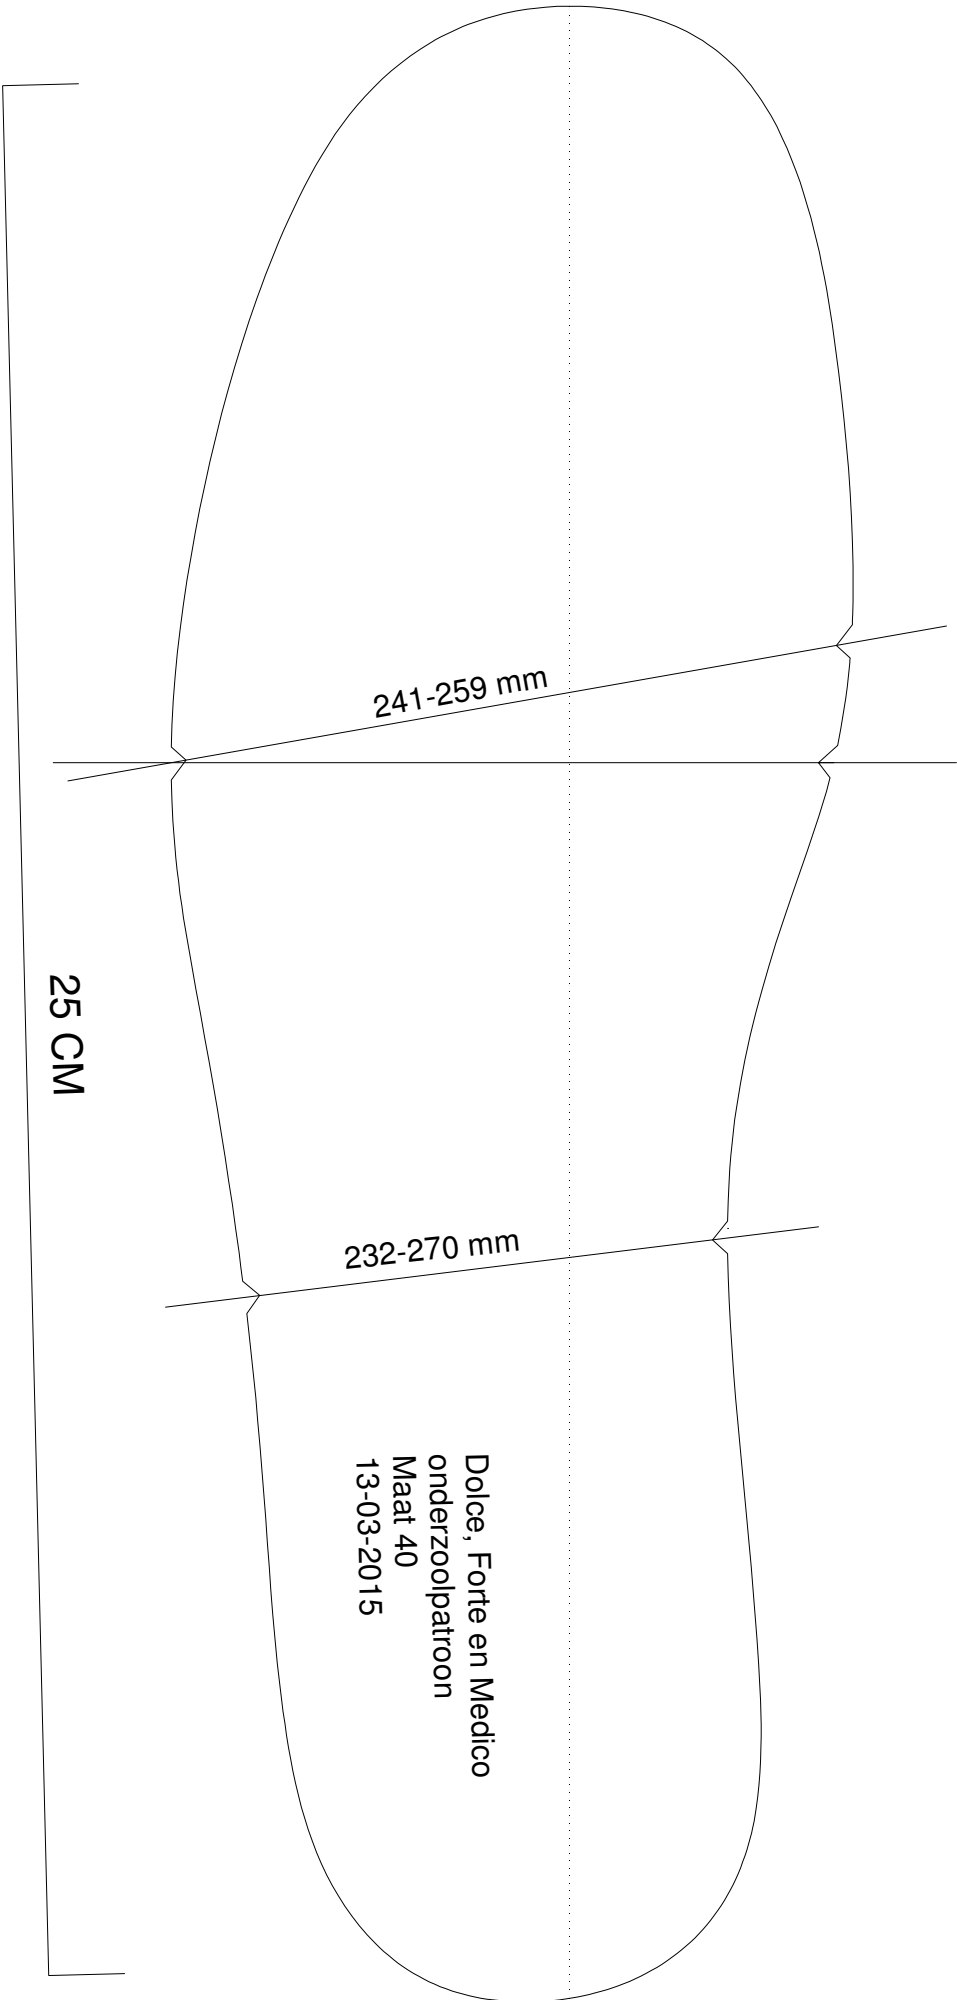 241-259 mm
25 CM
232-270 mm
Dolce, Forte en Medico
onderzoolpatroon
Maat 40
13-03-2015